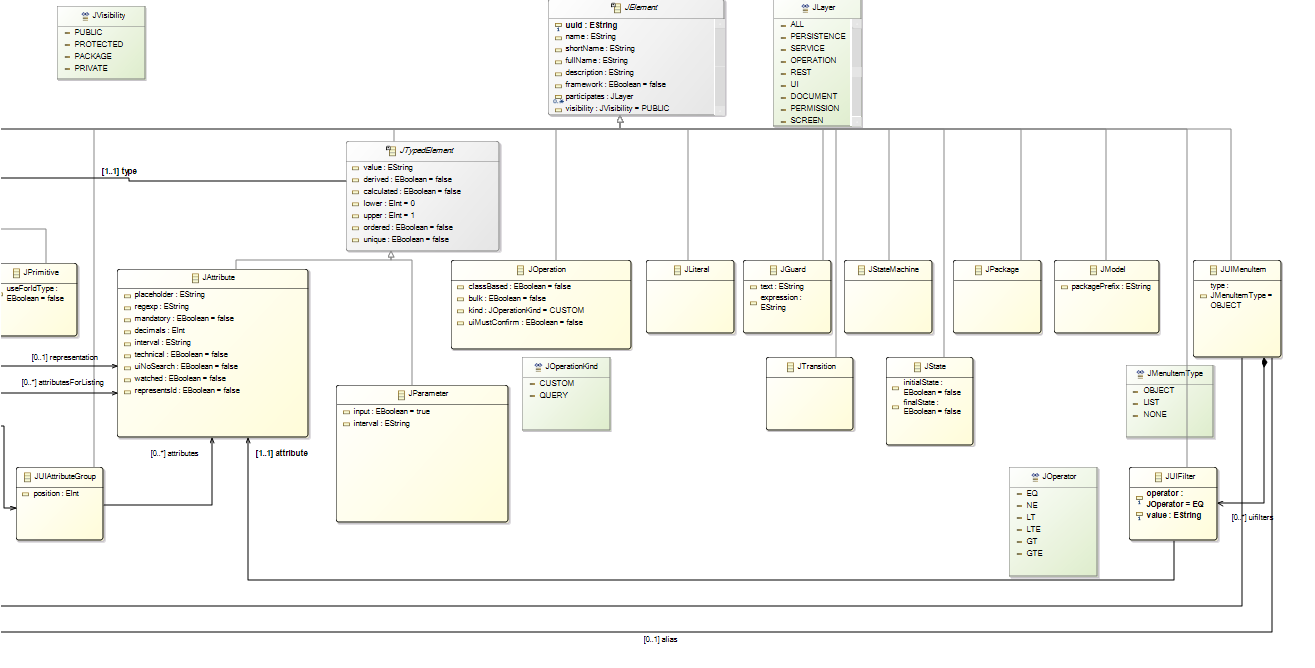 JVisibility
PUBLIC
PROTECTED
PACKAGE
PRIVATE
JElement
uuid : EString
name : EString
shortName : EString
fullName : EString
description : EString
framework : EBoolean = false
participates : JLayer
visibility : JVisibility = PUBLIC
JLayer
ALL
PERSISTENCE
SERVICE
OPERATION
REST
UI
DOCUMENT
PERMISSION
SCREEN
[1..1] type
JTypedElement
value : EString
derived : EBoolean = false
calculated : EBoolean = false
lower : EInt = 0
upper : EInt = 1
ordered : EBoolean = false
unique : EBoolean = false
JPrimitive
useForIdType :
EBoolean = false
JAttribute
placeholder : EString
regexp : EString
mandatory : EBoolean = false
decimals : EInt
interval : EString
technical : EBoolean = false
uiNoSearch : EBoolean = false
watched : EBoolean = false
representsId : EBoolean = false
[0..1] representation
[0..*] attributesForListing
JOperation
classBased : EBoolean = false
bulk : EBoolean = false
kind : JOperationKind = CUSTOM
uiMustConfirm : EBoolean = false
JLiteral
JGuard
text : EString
expression :
EString
JStateMachine
JPackage
JModel
packagePrefix : EString
JUIMenuItem
type :
JMenuItemType =
OBJECT
JOperationKind
CUSTOM
QUERY
JTransition
JState
initialState :
EBoolean = false
finalState :
EBoolean = false
JMenuItemType
OBJECT
LIST
NONE
JParameter
input : EBoolean = true
interval : EString
[0..*] attributes
[1..1] attribute
JUIAttributeGroup
position : EInt
JOperator
EQ
NE
LT
LTE
GT
GTE
JUIFilter
operator :
JOperator = EQ
value : EString
[0..*] uifilters
[0..1] alias